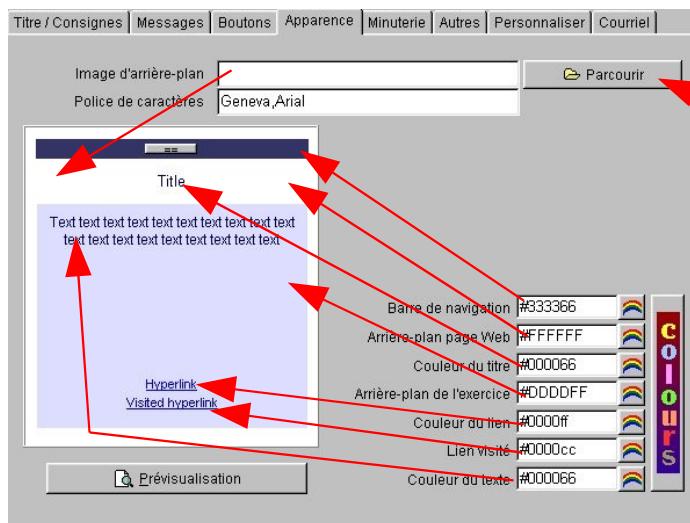 Titre / Consignes Messages Boutons Apparence Minuterie Autres Personnaliser Courriel
Image d'arrière-plan Parcourir
Police de caractères Geneva,Arial
==
Title
Text text text text text text text text text text
text text text text text text text text text
Barre de navigation #333366
Arrière-plan page Web #FFFFFF
Couleur du titre #000066
Arrière-plan de l'exercice #DDDDFF
Hyperlink
Visited hyperlink
Couleur du lien #0000ff
Lien visité #0000cc
Couleur du texte #000066
colours
Prévisualisation